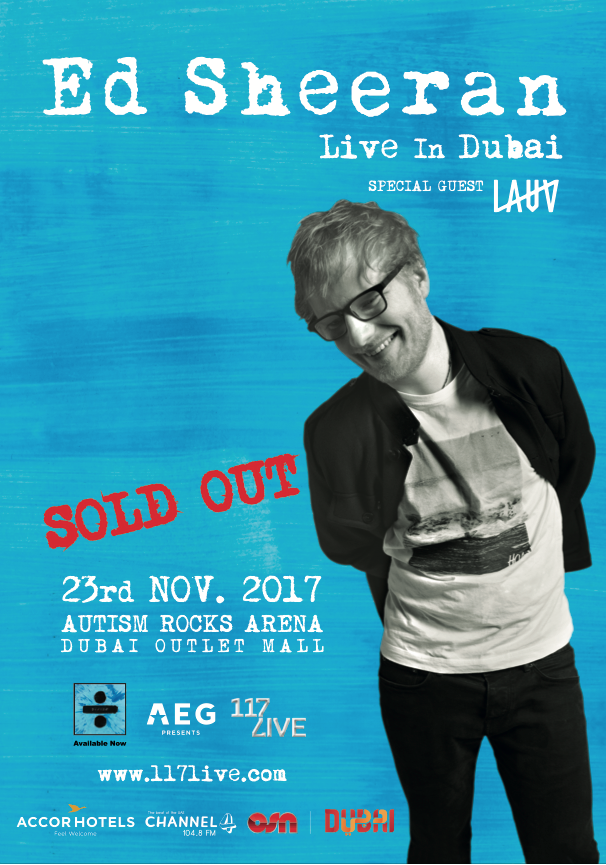 Ed Sheeran
Live In Dubai
SPECIAL GUEST LAUV
SOLD OUT
23rd NOV. 2017
AUTISM ROCKS ARENA
DUBAI OUTLET MALL
Available Now
AEG
PRESENTS
117
LIVE
www.117live.com
ACCORHOTELS
Feel Welcome
CHANNEL 4
104.8 FM
osn
DUBAI